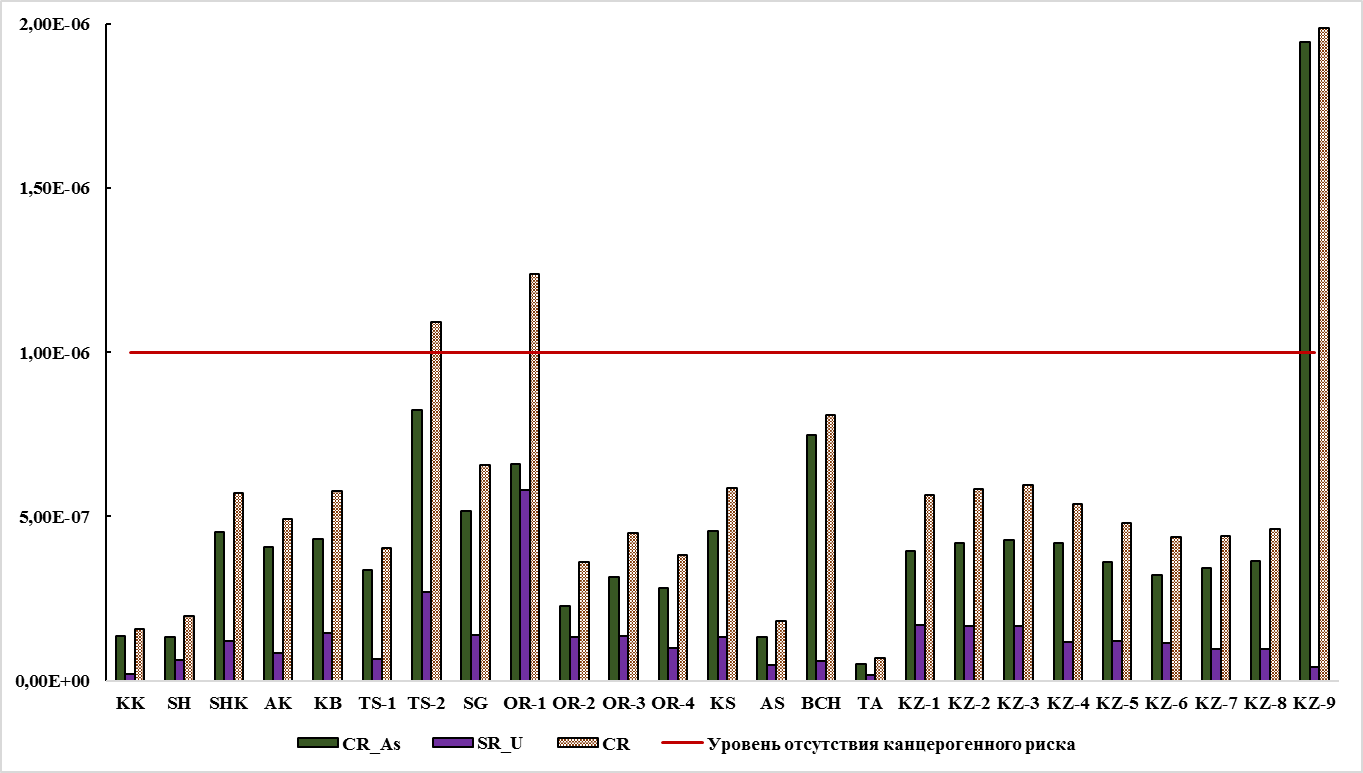 2,00E-06
1,50E-06
1,00E-06
5,00E-07
0,00E+00
KK SH SHK AK KB TS-1 TS-2 SG OR-1 OR-2 OR-3 OR-4 KS AS BCH TA KZ-1 KZ-2 KZ-3 KZ-4 KZ-5 KZ-6 KZ-7 KZ-8 KZ-9
CR_As SR_U CR Уровень отсутствия канцерогенного риска